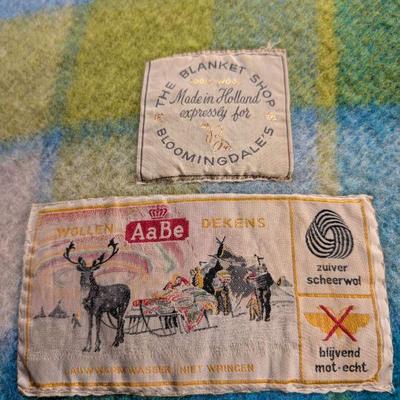 THE BLANKET SHOP
Made in Holland
expressly for
BLOOMINGDALE'S
WOLLEN AaBe DEKENS
zuiver
scheerwol
blijvend
mot-echt
WARM WASSEN NIET WRINGEN